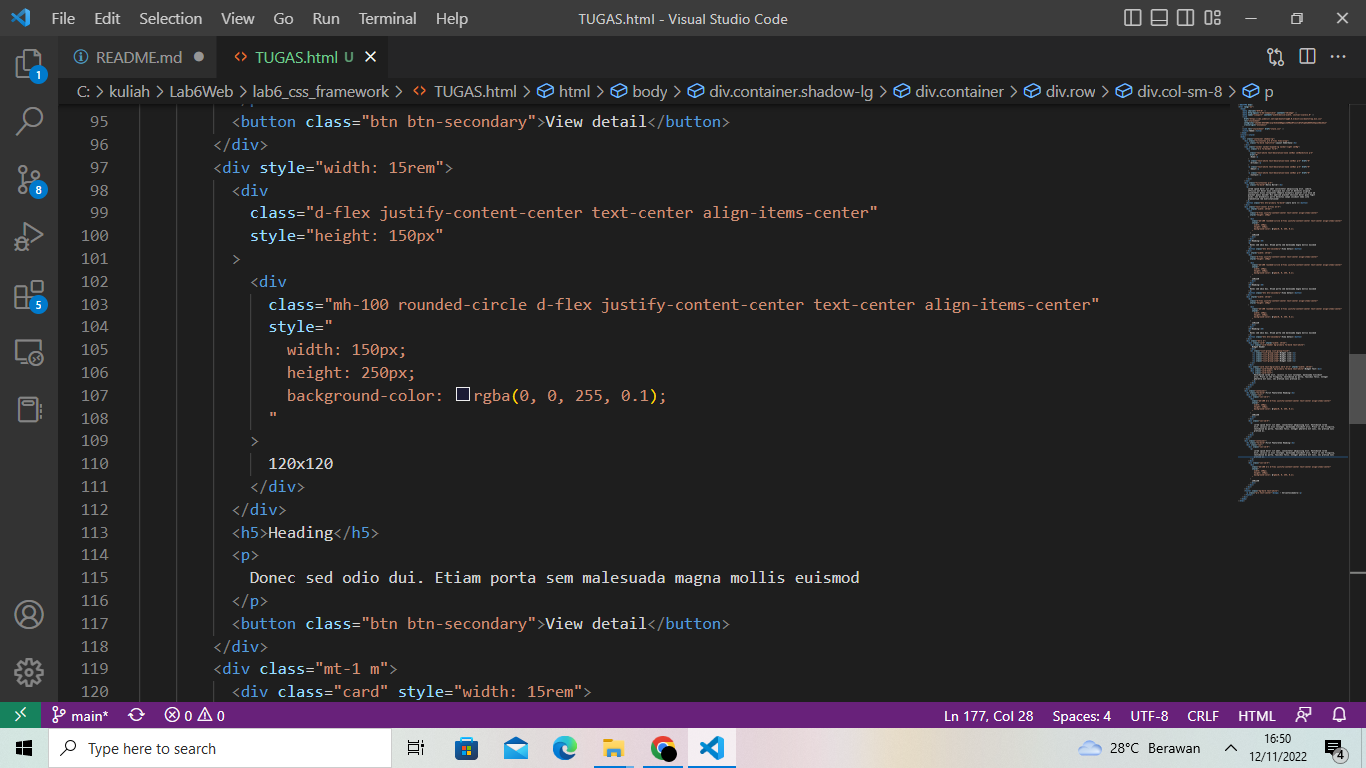 File Edit Selection View Go Run Terminal Help TUGAS.html - Visual Studio Code
README.md TUGAS.html U
C: > kuliah > Lab6Web > lab6_css_framework > TUGAS.html > html > body > div.container.shadow-lg > div.container > div.row > div.col-sm-8 > p
1
8
5
95 <button class="btn btn-secondary">View detail</button>
96 </div>
97 <div style="width: 15rem">
98 <div
99 class="d-flex justify-content-center text-center align-items-center"
100 style="height: 150px"
101 >
102 <div
103 class="mh-100 rounded-circle d-flex justify-content-center text-center align-items-center"
104 style="
105 width: 150px;
106 height: 250px;
107 background-color: rgba(0, 0, 255, 0.1);
108 "
109 >
110 120x120
111 </div>
112 </div>
113 <h5>Heading</h5>
114 <p>
115 Donec sed odio dui. Etiam porta sem malesuada magna mollis euismod
116 </p>
117 <button class="btn btn-secondary">View detail</button>
118 </div>
119 <div class="mt-1 m">
120 <div class="card" style="width: 15rem">
main* 0 0 Ln 177, Col 28 Spaces: 4 UTF-8 CRLF HTML
Type here to search 28°C Berawan 16:50
12/11/2022 4